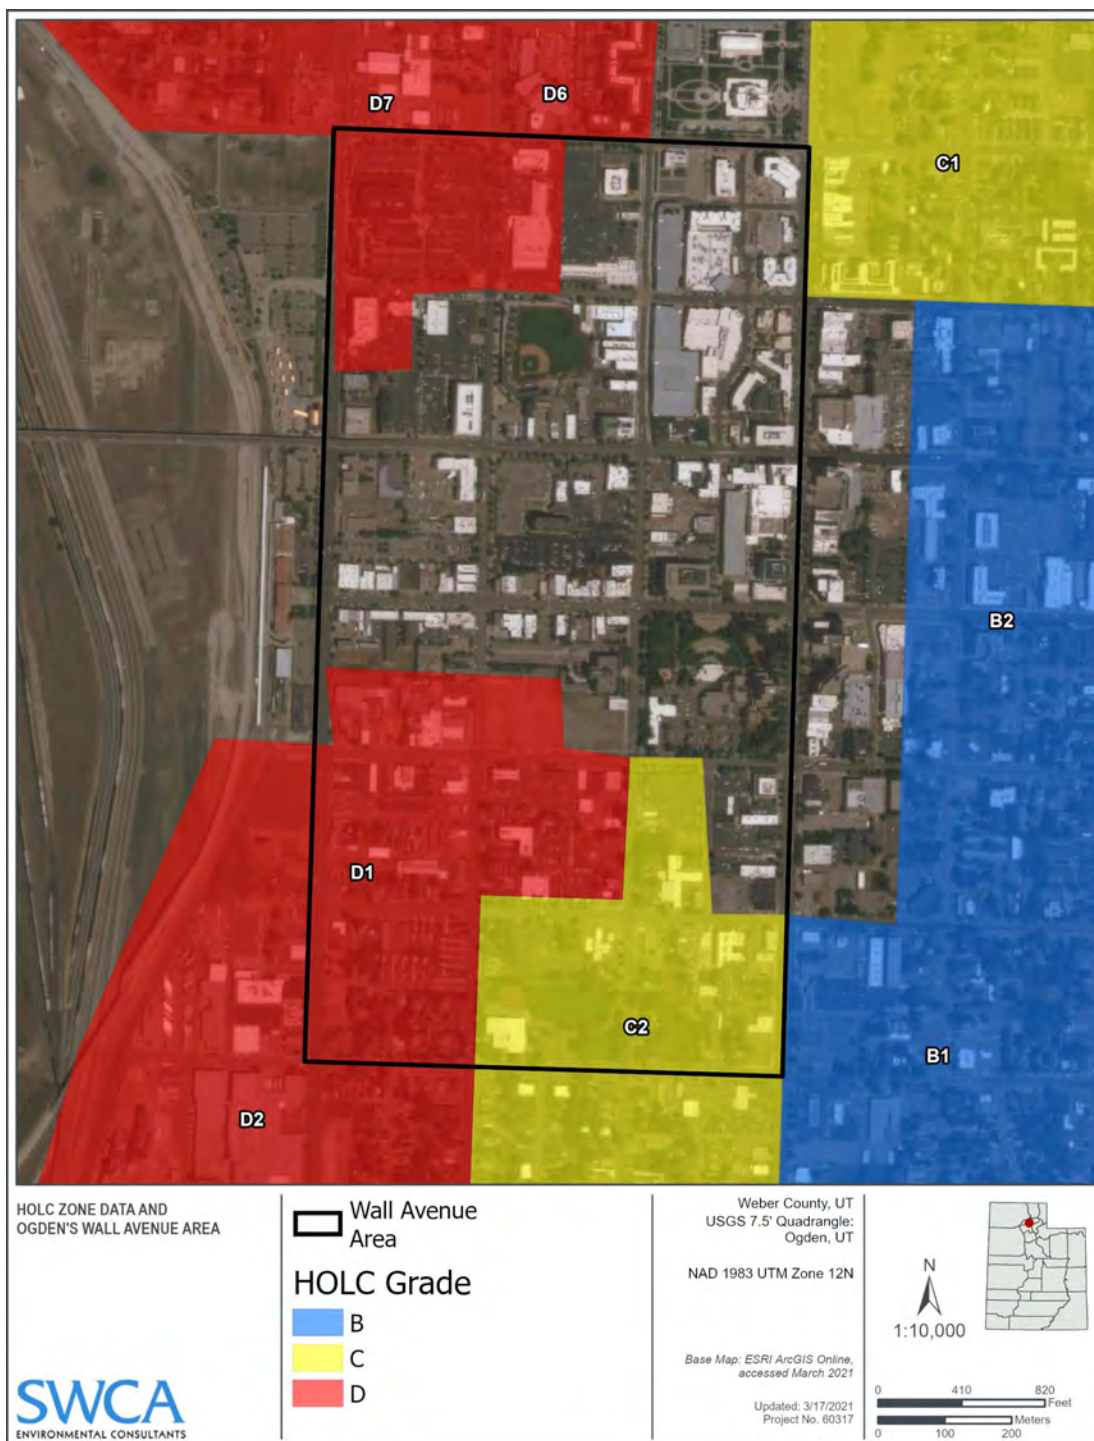 D7
D6
C1
B2
D1
C2
B1
D2
HOLC ZONE DATA AND
OGDEN'S WALL AVENUE AREA
SWCA
ENVIRONMENTAL CONSULTANTS
Wall Avenue
Area
HOLC Grade
B
C
D
Weber County, UT
USGS 7.5' Quadrangle:
Ogden, UT
NAD 1983 UTM Zone 12N
Base Map: ESRI ArcGIS Online,
accessed March 2021
Updated: 3/17/2021
Project No. 60317
N
1:10,000
0 410 820
Feet
Meters
0 100 200